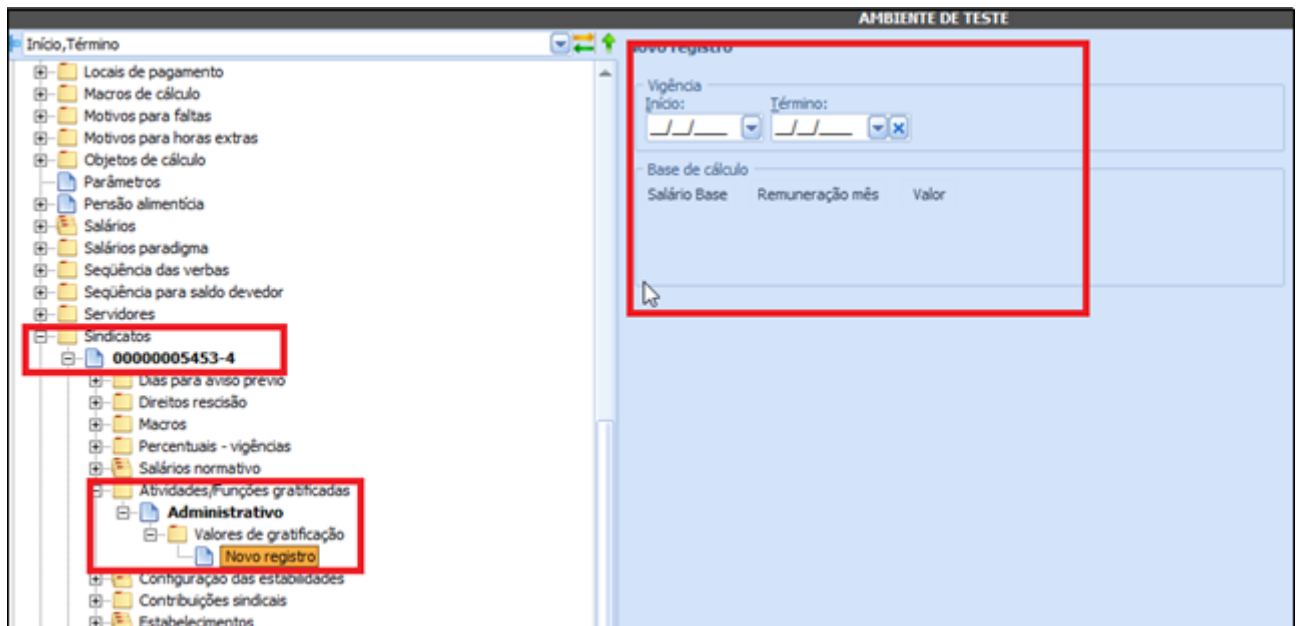 AMBIENTE DE TESTE
Início,Término
Locais de pagamento
Macros de cálculo
Motivos para faltas
Motivos para horas extras
Objetos de cálculo
Parâmetros
Pensão alimentícia
Salários
Salários paradigma
Seqüência das verbas
Seqüência para saldo devedor
Servidores
Sindicatos
00000005453-4
Dias para aviso prévio
Direitos rescisão
Macros
Percentuais - vigências
Salários normativo
Atividades/Funções gratificadas
Administrativo
Valores de gratificação
Novo registro
Configuração das estabilidades
Contribuições sindicais
Estabelecimentos
Novo registro
Vigência
Início: Término:
__/__/____ __/__/____
Base de cálculo
Salário Base Remuneração mês Valor